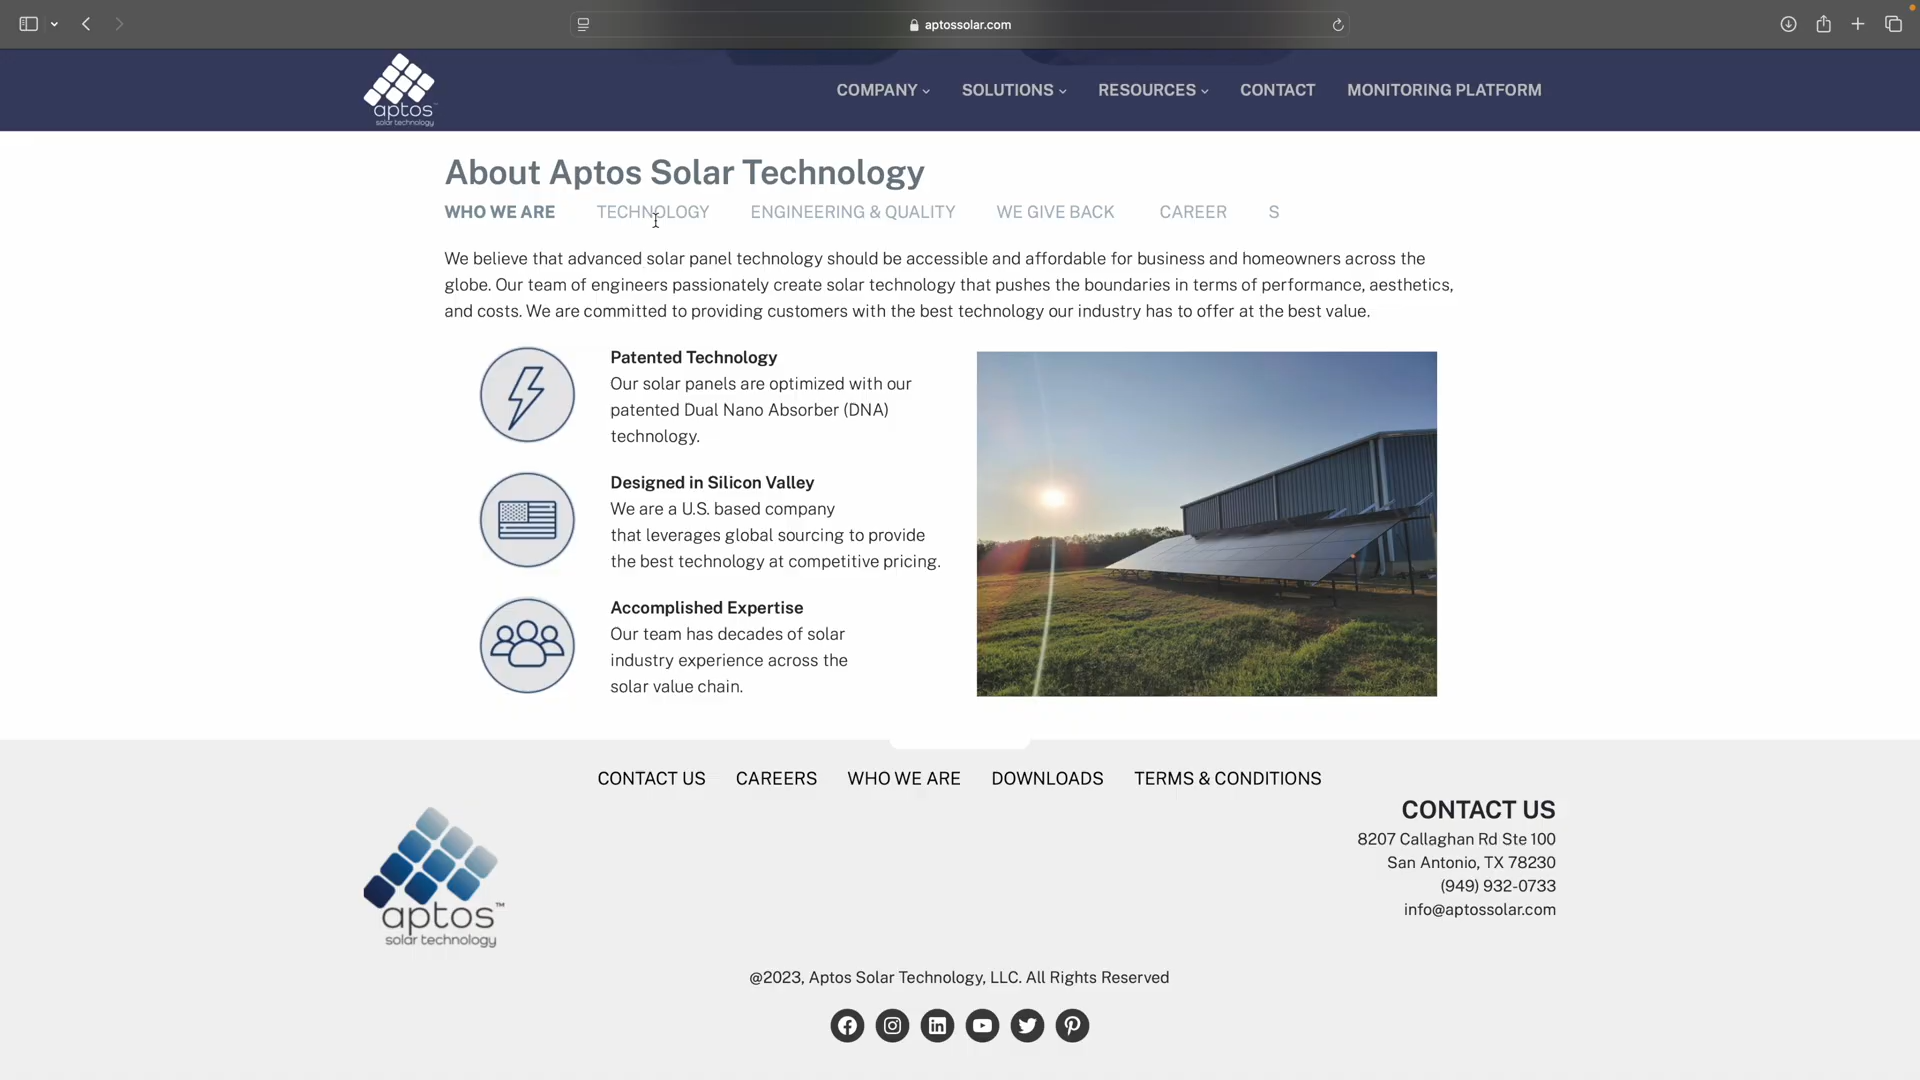 aptossolar.com
aptos
solar technology
COMPANY
SOLUTIONS
RESOURCES
CONTACT
MONITORING PLATFORM
About Aptos Solar Technology
WHO WE ARE
TECHNOLOGY
ENGINEERING & QUALITY
WE GIVE BACK
CAREER
S
We believe that advanced solar panel technology should be accessible and affordable for business and homeowners across the
globe. Our team of engineers passionately create solar technology that pushes the boundaries in terms of performance, aesthetics,
and costs. We are committed to providing customers with the best technology our industry has to offer at the best value.
Patented Technology
Our solar panels are optimized with our
patented Dual Nano Absorber (DNA)
technology.
Designed in Silicon Valley
We are a U.S. based company
that leverages global sourcing to provide
the best technology at competitive pricing.
Accomplished Expertise
Our team has decades of solar
industry experience across the
solar value chain.
CONTACT US
CAREERS
WHO WE ARE
DOWNLOADS
TERMS & CONDITIONS
aptos™
solar technology
CONTACT US
8207 Callaghan Rd Ste 100
San Antonio, TX 78230
(949) 932-0733
info@aptossolar.com
@2023, Aptos Solar Technology, LLC. All Rights Reserved